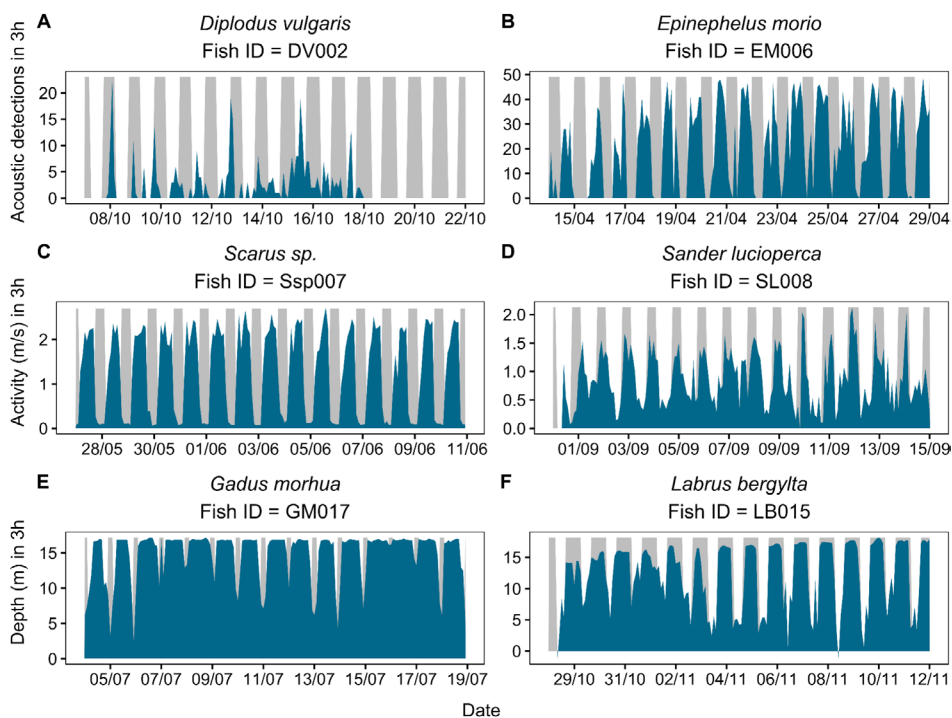 A
Diplodus vulgaris
Fish ID = DV002
Acoustic detections in 3h
20
15
10
5
0
08/10 10/10 12/10 14/10 16/10 18/10 20/10 22/10
B
Epinephelus morio
Fish ID = EM006
50
40
30
20
10
0
15/04 17/04 19/04 21/04 23/04 25/04 27/04 29/04
C
Scarus sp.
Fish ID = Ssp007
Activity (m/s) in 3h
2
1
0
28/05 30/05 01/06 03/06 05/06 07/06 09/06 11/06
D
Sander lucioperca
Fish ID = SL008
2.0
1.5
1.0
0.5
0.0
01/09 03/09 05/09 07/09 09/09 11/09 13/09 15/09
E
Gadus morhua
Fish ID = GM017
Depth (m) in 3h
15
10
5
0
05/07 07/07 09/07 11/07 13/07 15/07 17/07 19/07
F
Labrus bergylta
Fish ID = LB015
15
10
5
0
29/10 31/10 02/11 04/11 06/11 08/11 10/11 12/11
Date